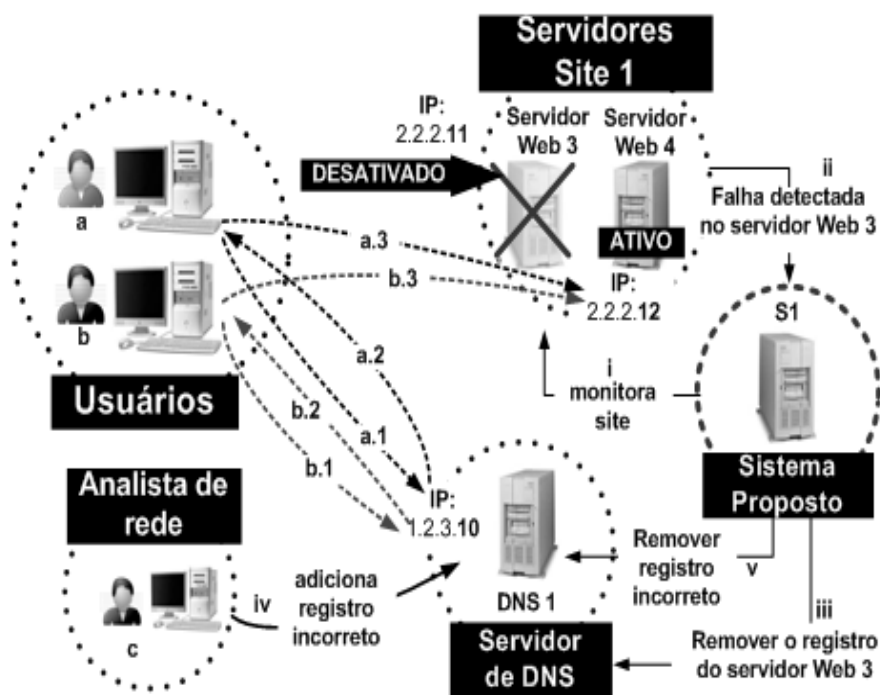 Servidores
Site 1
IP:
2.2.2.11
Servidor
Web 3
Servidor
Web 4
DESATIVADO
ATIVO
IP:
2.2.2.12
ii
Falha detectada
no servidor Web 3
a
b
Usuários
a.3
b.3
a.2
b.2
a.1
b.1
i
monitora
site
S1
Sistema
Proposto
Analista de
rede
c
iv
adiciona
registro
incorreto
IP:
1.2.3.10
DNS 1
Servidor
de DNS
Remover
registro
incorreto
v
iii
Remover o registro
do servidor Web 3